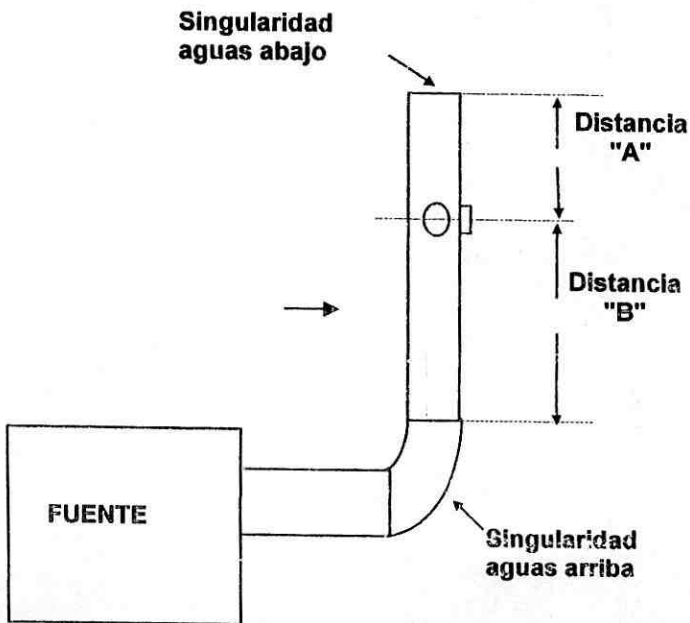 Singularidad
aguas abajo
Distancia
"A"
Distancia
"B"
FUENTE
Singularidad
aguas arriba